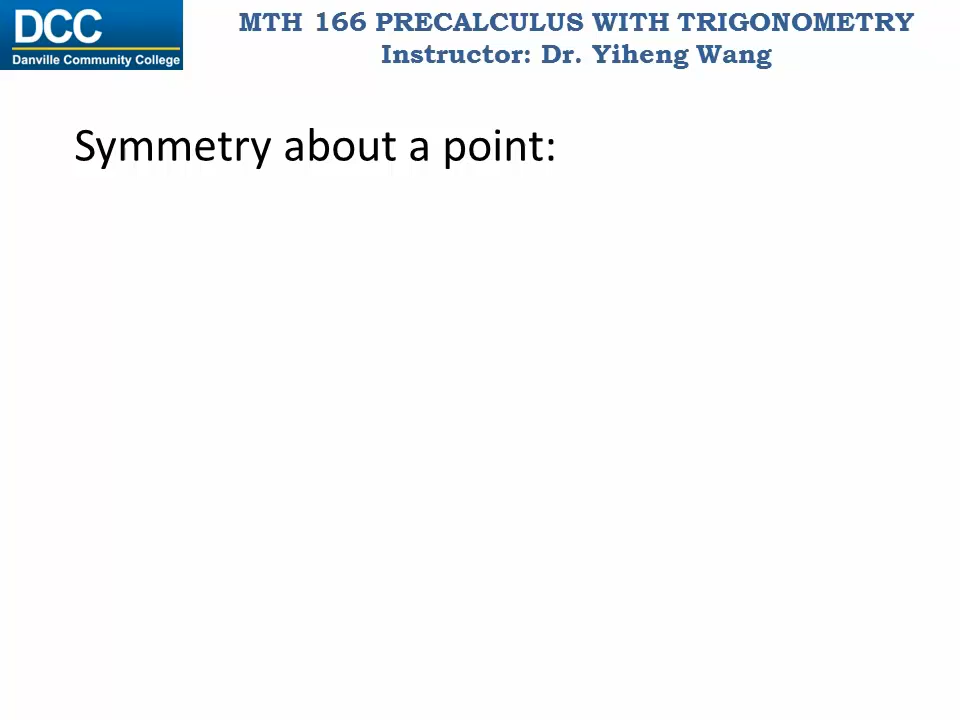 DCC
Danville Community College
MTH 166 PRECALCULUS WITH TRIGONOMETRY
Instructor: Dr. Yiheng Wang
Symmetry about a point: